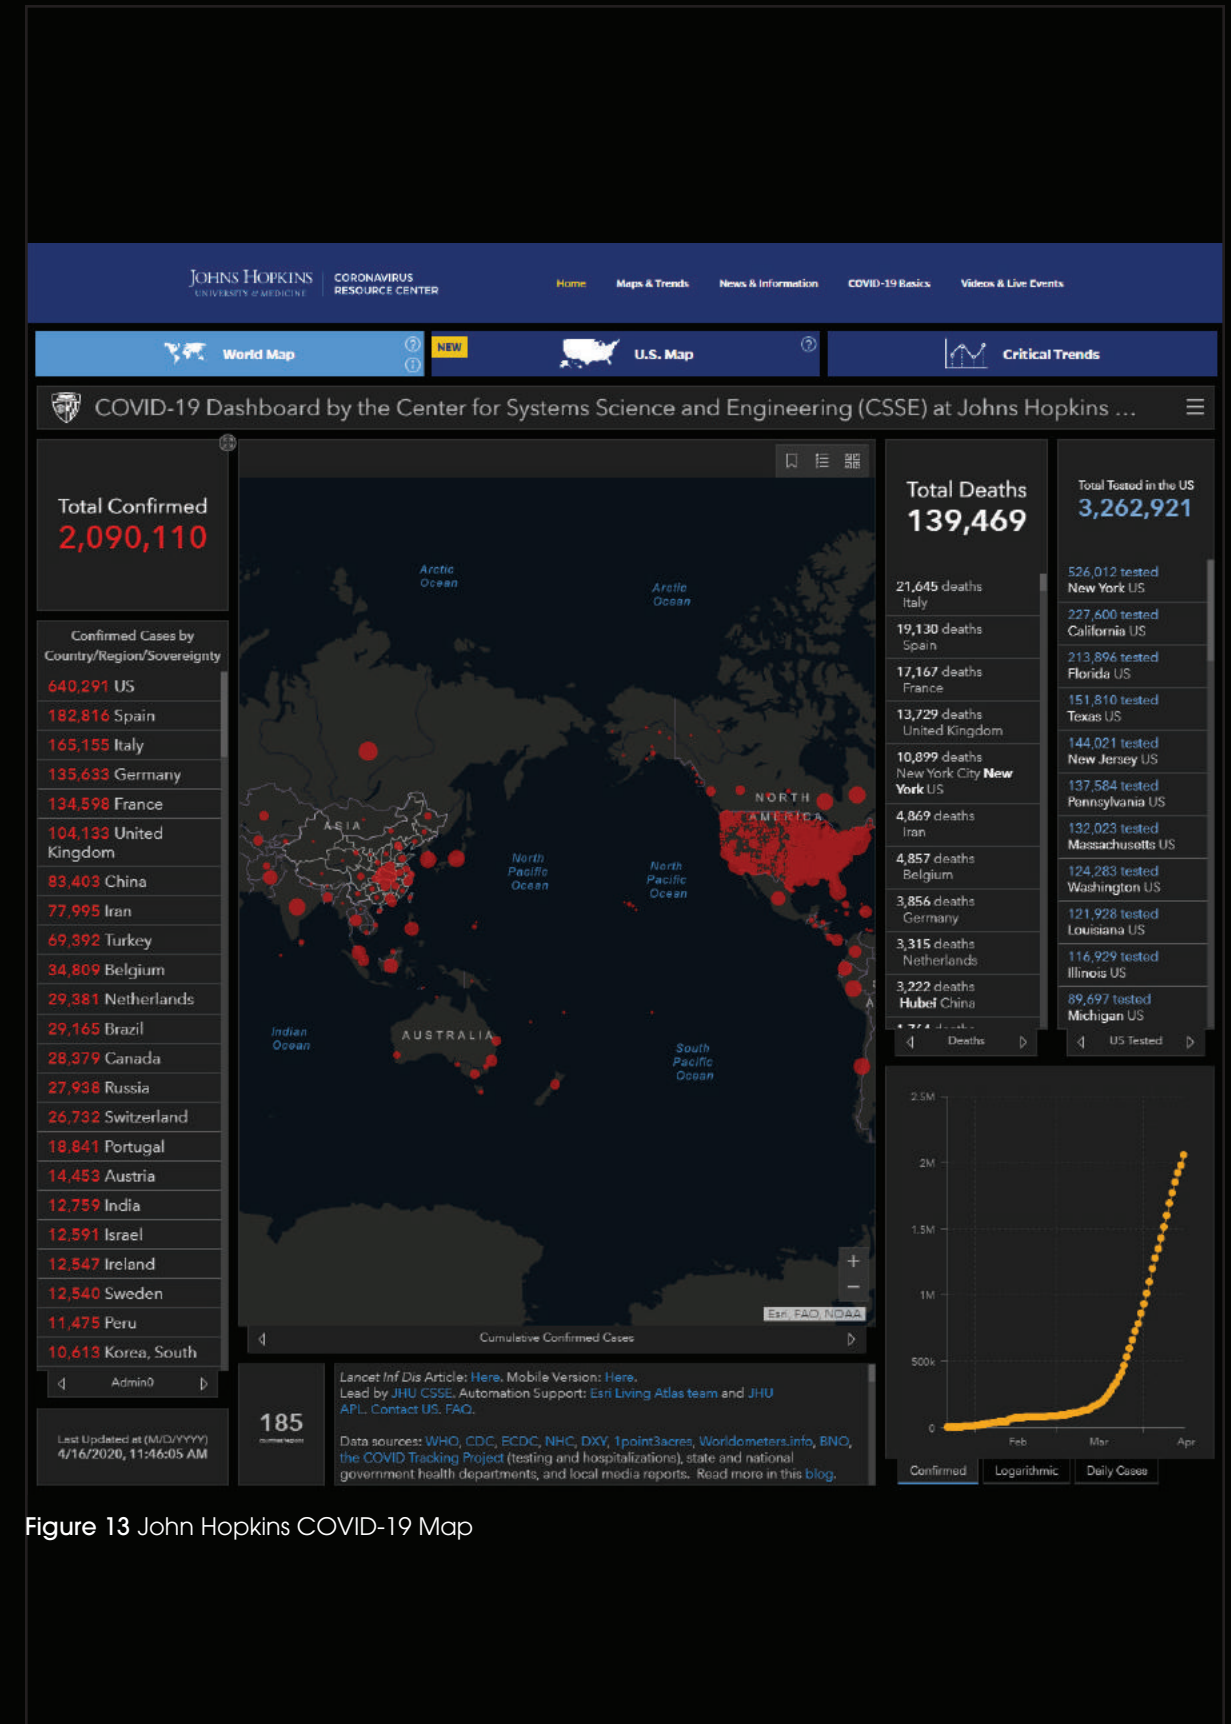 JOHNS HOPKINS
UNIVERSITY & MEDICINE
CORONAVIRUS
RESOURCE CENTER
Home
Maps & Trends
News & Information
COVID-19 Basics
Videos & Live Events
World Map
NEW
U.S. Map
Critical Trends
COVID-19 Dashboard by the Center for Systems Science and Engineering (CSSE) at Johns Hopkins ...
Total Confirmed
2,090,110
Confirmed Cases by
Country/Region/Sovereignty
640,291 US
182,816 Spain
165,155 Italy
135,633 Germany
134,598 France
104,133 United
Kingdom
83,403 China
77,995 Iran
69,392 Turkey
34,809 Belgium
29,381 Netherlands
29,165 Brazil
28,379 Canada
27,938 Russia
26,732 Switzerland
18,841 Portugal
14,453 Austria
12,759 India
12,591 Israel
12,547 Ireland
12,540 Sweden
11,475 Peru
10,613 Korea, South
Admin0
Last Updated at (M/D/YYYY)
4/16/2020, 11:46:05 AM
Arctic
Ocean
Arctic
Ocean
NORTH
AMERICA
ASIA
North
Pacific
Ocean
North
Pacific
Ocean
Indian
Ocean
AUSTRALIA
South
Pacific
Ocean
Esri, FAO, NOAA
Cumulative Confirmed Cases
185
Lancet Inf Dis Article: Here. Mobile Version: Here.
Lead by JHU CSSE. Automation Support: Esri Living Atlas team and JHU
APL. Contact US. FAQ.
Data sources: WHO, CDC, ECDC, NHC, DXY, 1point3acres, Worldometers.info, BNO,
the COVID Tracking Project (testing and hospitalizations), state and national
government health departments, and local media reports. Read more in this blog.
Total Deaths
139,469
21,645 deaths
Italy
19,130 deaths
Spain
17,167 deaths
France
13,729 deaths
United Kingdom
10,899 deaths
New York City New
York US
4,869 deaths
Iran
4,857 deaths
Belgium
3,856 deaths
Germany
3,315 deaths
Netherlands
3,222 deaths
Hubei China
Deaths
Total Tested in the US
3,262,921
526,012 tested
New York US
227,600 tested
California US
213,896 tested
Florida US
151,810 tested
Texas US
144,021 tested
New Jersey US
137,584 tested
Pennsylvania US
132,023 tested
Massachusetts US
124,283 tested
Washington US
121,928 tested
Louisiana US
116,929 tested
Illinois US
89,697 tested
Michigan US
US Tested
2.5M
2M
1.5M
1M
500k
0
Feb
Mar
Apr
Confirmed
Logarithmic
Daily Cases
Figure 13 John Hopkins COVID-19 Map